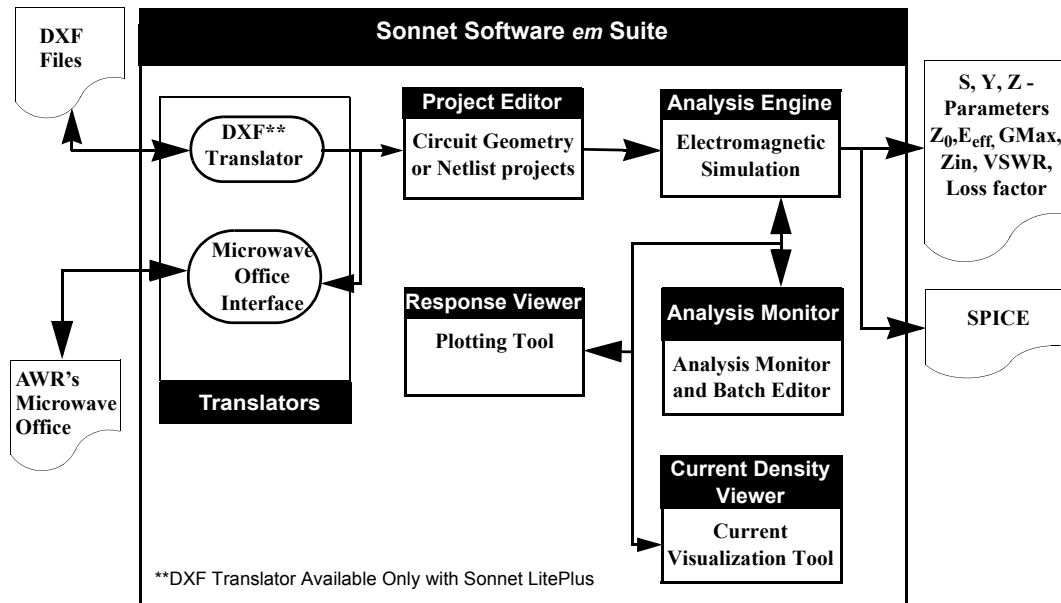 Sonnet Software em Suite
DXF
Files
DXF**
Translator
Microwave
Office
Interface
Translators
AWR's
Microwave
Office
Project Editor
Circuit Geometry
or Netlist projects
Analysis Engine
Electromagnetic
Simulation
S, Y, Z -
Parameters
Z0,Eeff, GMax,
Zin, VSWR,
Loss factor
SPICE
Response Viewer
Plotting Tool
Analysis Monitor
Analysis Monitor
and Batch Editor
Current Density
Viewer
Current
Visualization Tool
**DXF Translator Available Only with Sonnet LitePlus